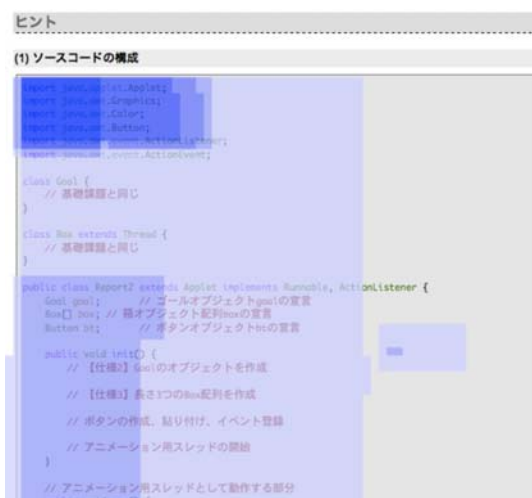 ヒント
(1) ソースコードの構成
import java.applet.Applet;
import java.awt.Graphics;
import java.awt.Color;
import java.awt.Button;
import java.awt.event.ActionListener;
import java.awt.event.ActionEvent;
class Goal {
// 基礎課題と同じ
}
class Box extends Thread {
// 基礎課題と同じ
}
public class Report2 extends Applet implements Runnable, ActionListener {
Goal goal; // ゴールオブジェクトgoalの宣言
Box[] box; // 箱オブジェクト配列boxの宣言
Button bt; // ボタンオブジェクトbtの宣言
public void init() {
// 【仕様2】Goalのオブジェクトを作成
// 【仕様3】長さ3つのBox配列を作成
// ボタンの作成、貼り付け、イベント登録
// アニメーション用スレッドの開始
}
// アニメーション用スレッドとして動作する部分